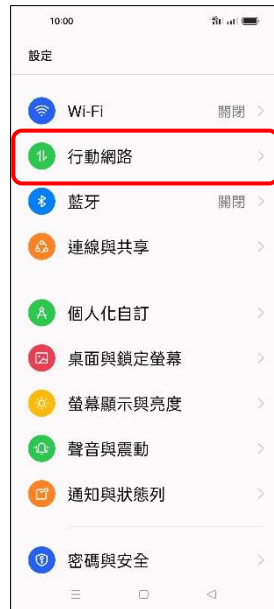 10:00
設定
Wi-Fi 關閉
行動網路
藍牙 關閉
連線與共享
個人化自訂
桌面與鎖定螢幕
螢幕顯示與亮度
聲音與震動
通知與狀態列
密碼與安全